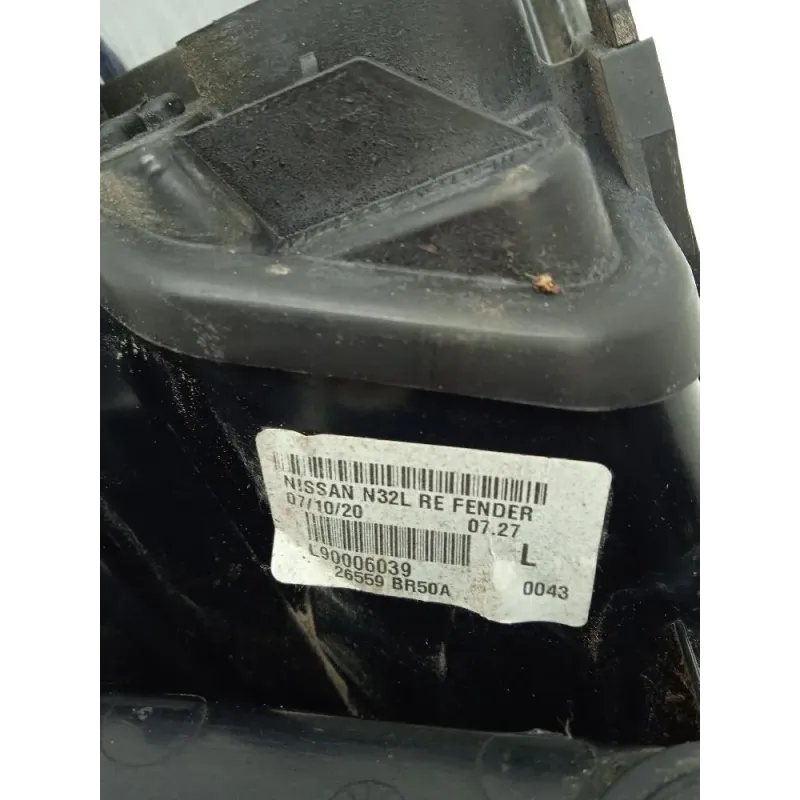 NISSAN N32L RE FENDER
07/10/20 07.27
L90006039 L
26559 BR50A 0043